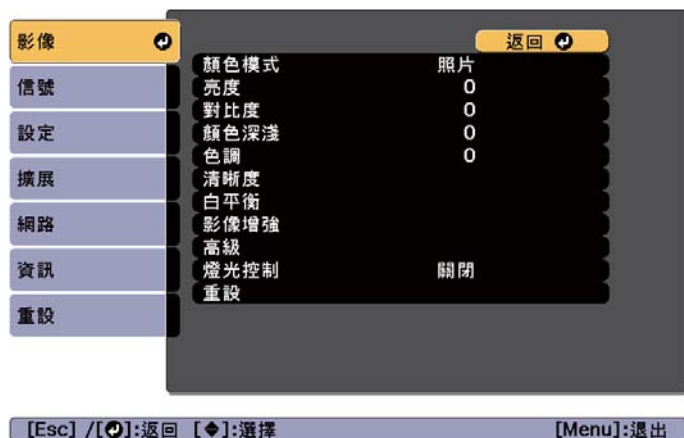 影像
返回
信號
設定
擴展
網路
資訊
重設
顏色模式 照片
亮度 0
對比度 0
顏色深淺 0
色調 0
清晰度
白平衡
影像增強
高級
燈光控制 關閉
重設
[Esc] /[]:返回 [◆]:選擇 [Menu]:退出